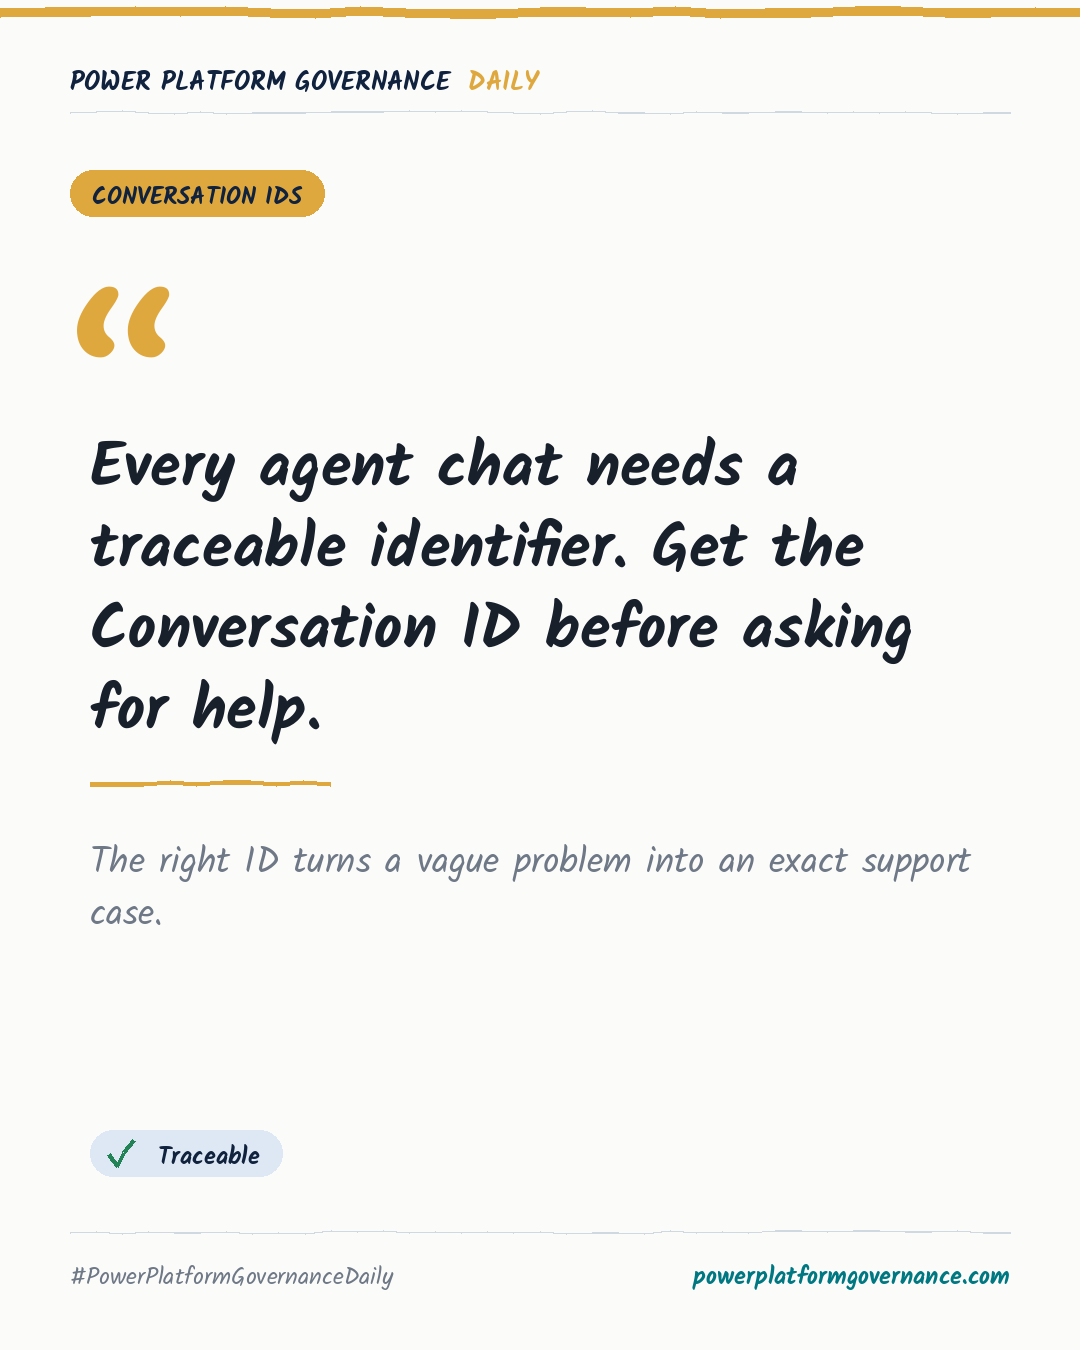 POWER PLATFORM GOVERNANCE DAILY
CONVERSATION IDS
“
Every agent chat needs a
traceable identifier. Get the
Conversation ID before asking
for help.
The right ID turns a vague problem into an exact support
case.
✓ Traceable
#PowerPlatformGovernanceDaily
powerplatformgovernance.com